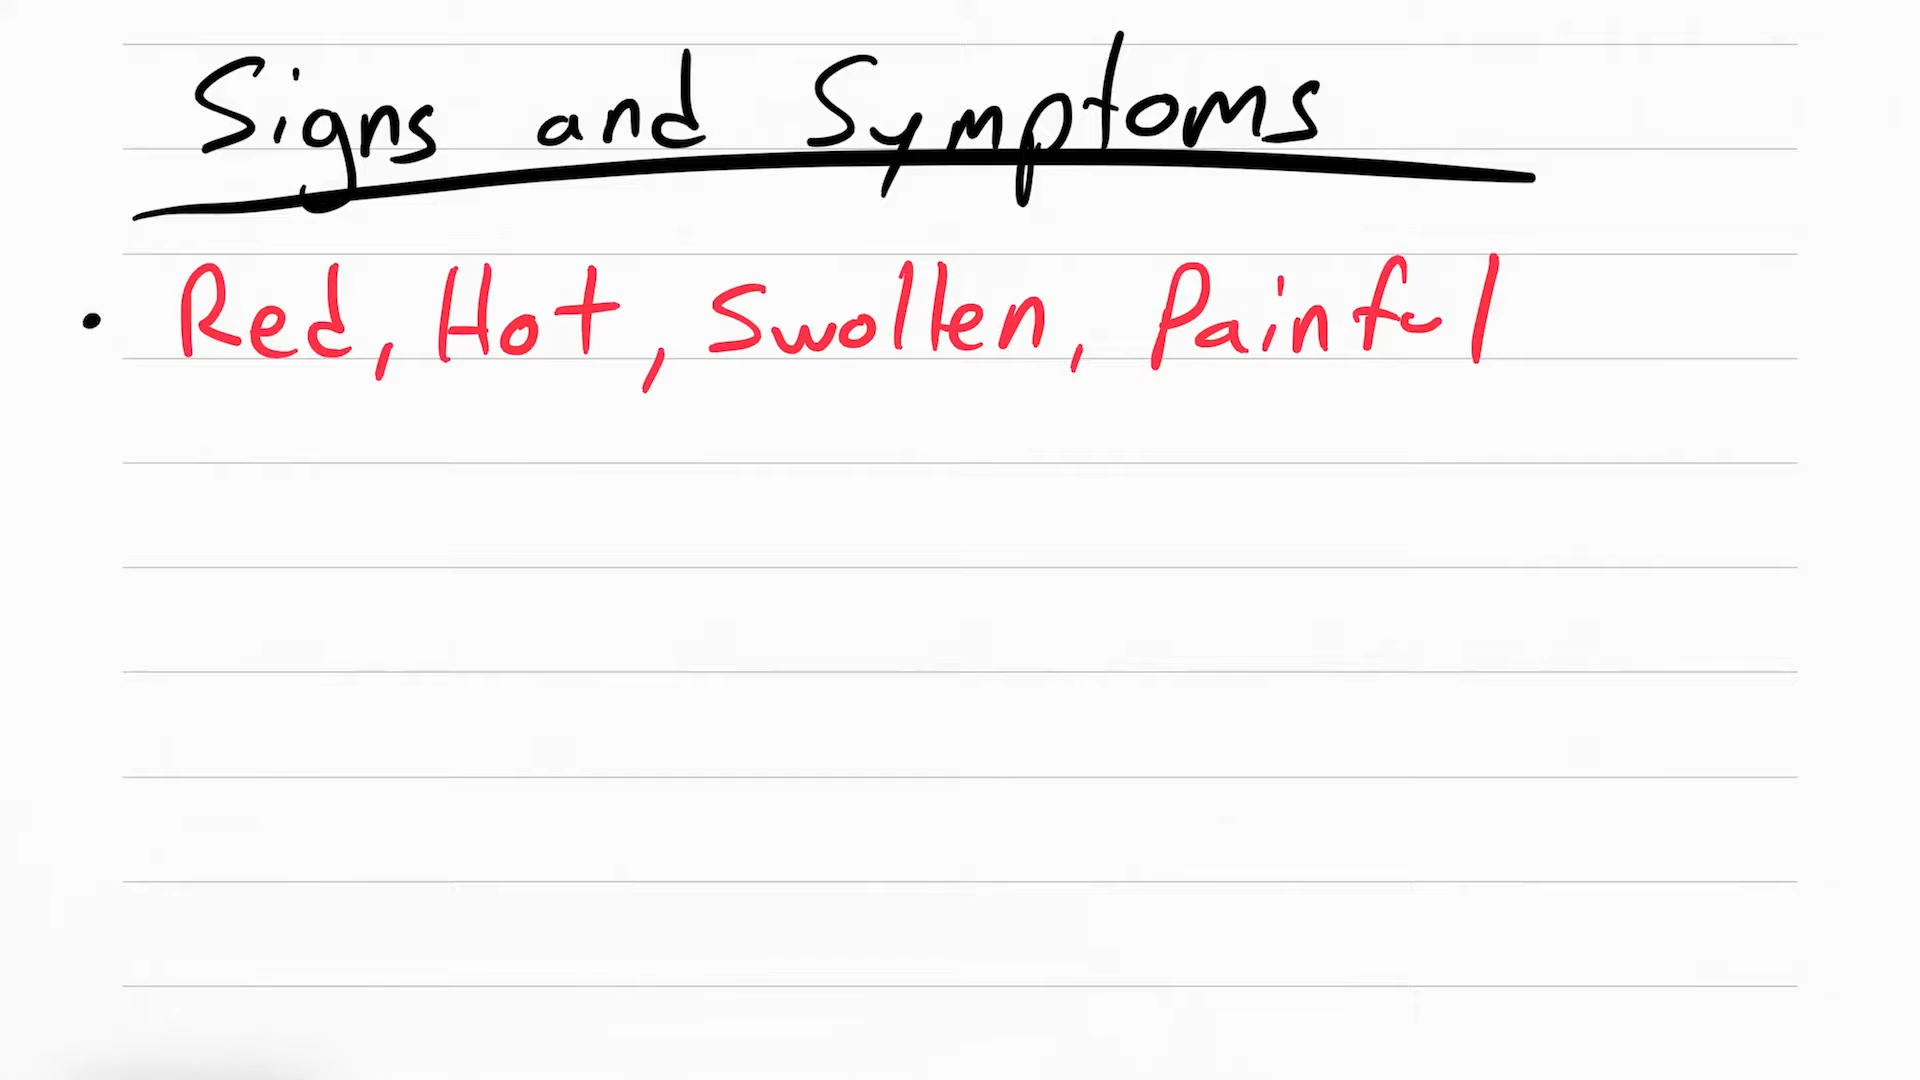 Signs and Symptoms
• Red, Hot, Swollen, Painful